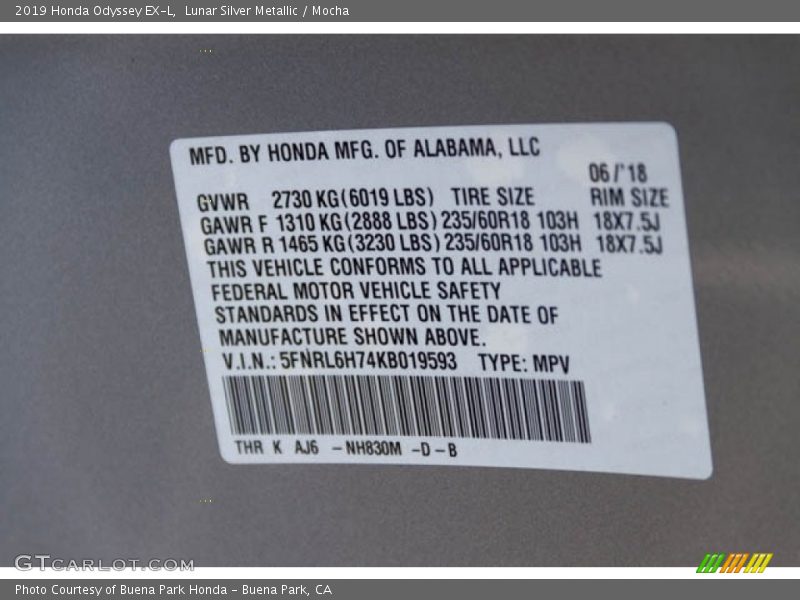 2019 Honda Odyssey EX-L, Lunar Silver Metallic / Mocha
MFD. BY HONDA MFG. OF ALABAMA, LLC
06/'18
GVWR 2730 KG(6019 LBS) TIRE SIZE RIM SIZE
GAWR F 1310 KG(2888 LBS) 235/60R18 103H 18X7.5J
GAWR R 1465 KG(3230 LBS) 235/60R18 103H 18X7.5J
THIS VEHICLE CONFORMS TO ALL APPLICABLE
FEDERAL MOTOR VEHICLE SAFETY
STANDARDS IN EFFECT ON THE DATE OF
MANUFACTURE SHOWN ABOVE.
V.I.N.: 5FNRL6H74KB019593 TYPE: MPV
THR K AJ6 -NH830M -D-B
GTCARLOT.COM
Photo Courtesy of Buena Park Honda - Buena Park, CA